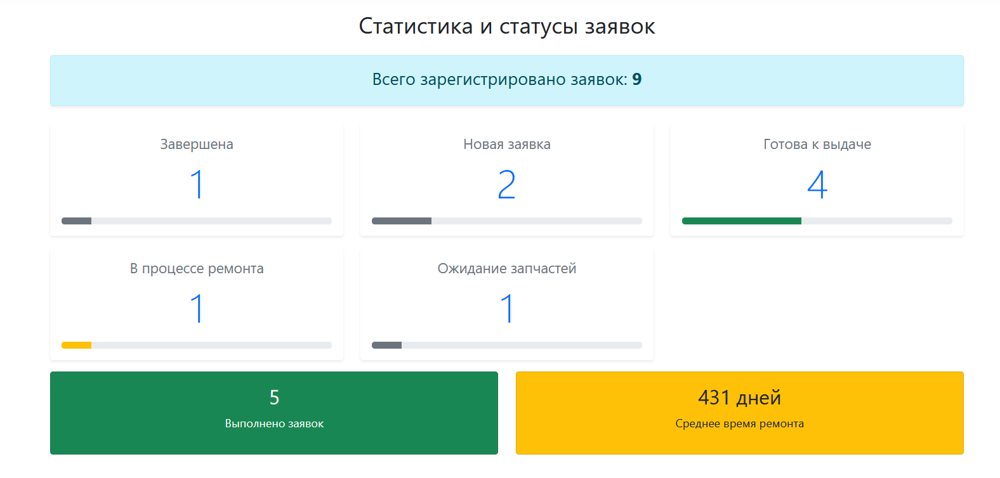 Статистика и статусы заявок
Всего зарегистрировано заявок: 9
Завершена
1
Новая заявка
2
Готова к выдаче
4
В процессе ремонта
1
Ожидание запчастей
1
5
Выполнено заявок
431 дней
Среднее время ремонта